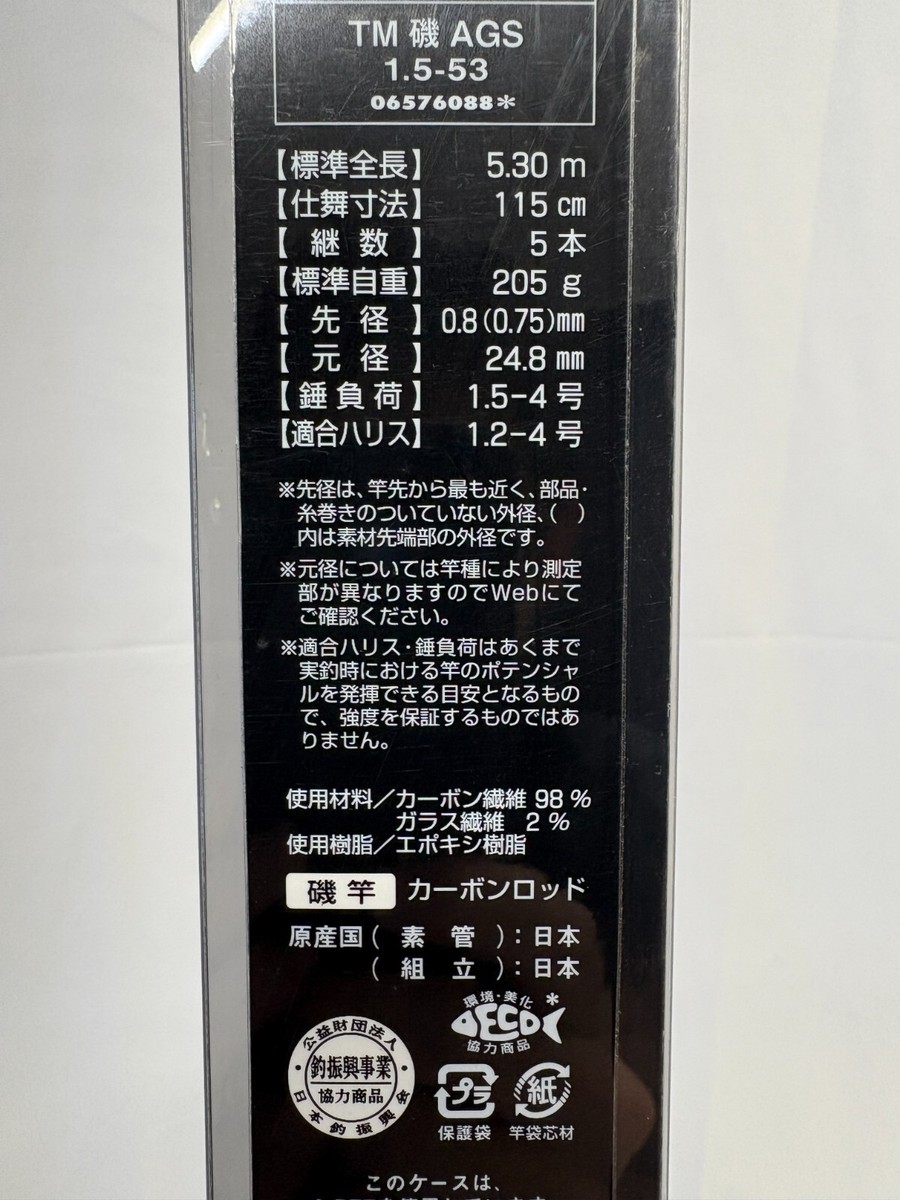 TM 磯 AGS
1.5-53
06576088*
【標準全長】 5.30 m
【仕舞寸法】 115 cm
【 継 数 】 5 本
【標準自重】 205 g
【 先 径 】 0.8(0.75)mm
【 元 径 】 24.8 mm
【 錘 負 荷 】 1.5-4 号
【適合ハリス】 1.2-4 号
※先径は、竿先から最も近く、部品・
糸巻きのついていない外径、( )
内は素材先端部の外径です。
※元径については竿種により測定
部が異なりますのでWebにて
ご確認ください。
※適合ハリス・錘負荷はあくまで
実釣時における竿のポテンシャ
ルを発揮できる目安となるもの
で、強度を保証するものではあ
りません。
使用材料/カーボン繊維 98 %
ガラス繊維 2 %
使用樹脂/エポキシ樹脂
磯 竿 カーボンロッド
原産国( 素 管 ):日本
( 組 立 ):日本
環境・美化*
DECO
協力商品
公益財団法人
・釣振興事業・
協力商品
日本釣振興会
プラ
紙
保護袋 竿袋芯材
このケースは、